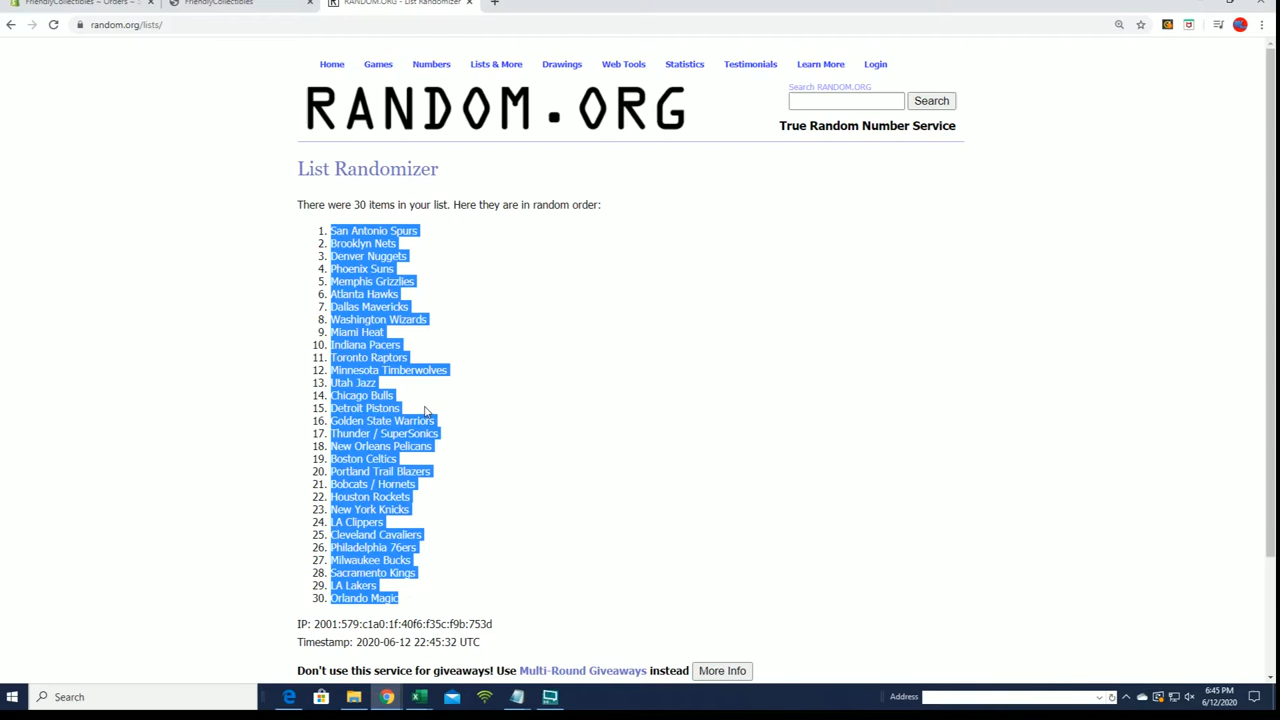 FriendlyCollectibles ~ Orders ~
FriendlyCollectibles
RANDOM.ORG - List Randomizer
random.org/lists/
Home Games Numbers Lists & More Drawings Web Tools Statistics Testimonials Learn More Login
Search RANDOM.ORG
RANDOM.ORG
Search
True Random Number Service
List Randomizer
There were 30 items in your list. Here they are in random order:
1. San Antonio Spurs
2. Brooklyn Nets
3. Denver Nuggets
4. Phoenix Suns
5. Memphis Grizzlies
6. Atlanta Hawks
7. Dallas Mavericks
8. Washington Wizards
9. Miami Heat
10. Indiana Pacers
11. Toronto Raptors
12. Minnesota Timberwolves
13. Utah Jazz
14. Chicago Bulls
15. Detroit Pistons
16. Golden State Warriors
17. Thunder / SuperSonics
18. New Orleans Pelicans
19. Boston Celtics
20. Portland Trail Blazers
21. Bobcats / Hornets
22. Houston Rockets
23. New York Knicks
24. LA Clippers
25. Cleveland Cavaliers
26. Philadelphia 76ers
27. Milwaukee Bucks
28. Sacramento Kings
29. LA Lakers
30. Orlando Magic
IP: 2001:579:c1a0:1f:40f6:f35c:f9b:753d
Timestamp: 2020-06-12 22:45:32 UTC
Don't use this service for giveaways! Use Multi-Round Giveaways instead More Info
Search
Address
6:45 PM
6/12/2020